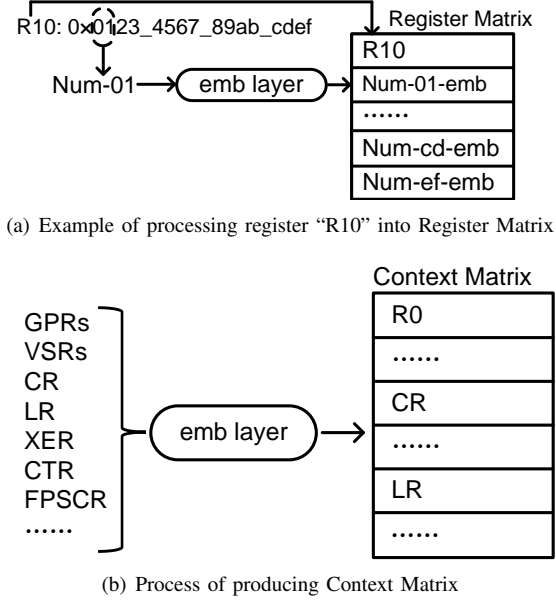 R10: 0x0123_4567_89ab_cdef
Register Matrix
R10
Num-01
emb layer
Num-01-emb
......
Num-cd-emb
Num-ef-emb
(a) Example of processing register “R10” into Register Matrix
Context Matrix
GPRs
VSRs
CR
LR
XER
CTR
FPSCR
......
emb layer
R0
......
CR
......
LR
......
(b) Process of producing Context Matrix